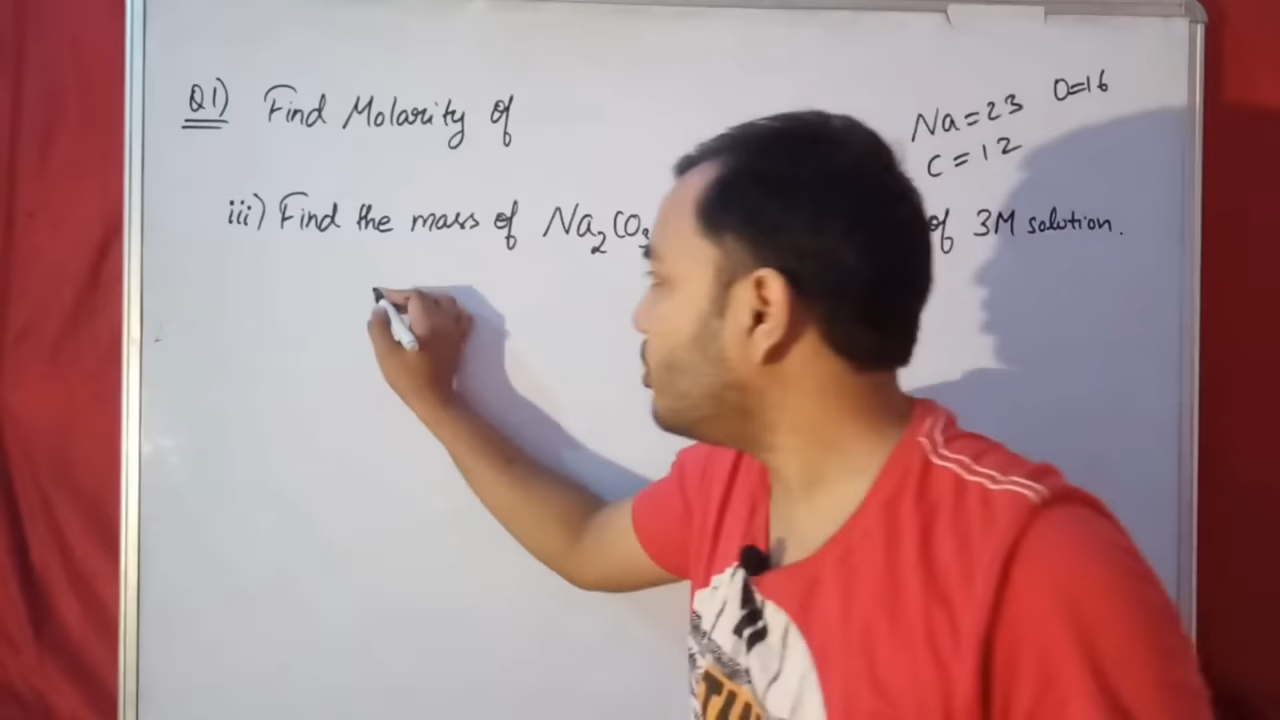 Q1) Find Molarity of
Na=23 O=16
C=12
iii) Find the mass of Na₂CO₃ of 3M solution.